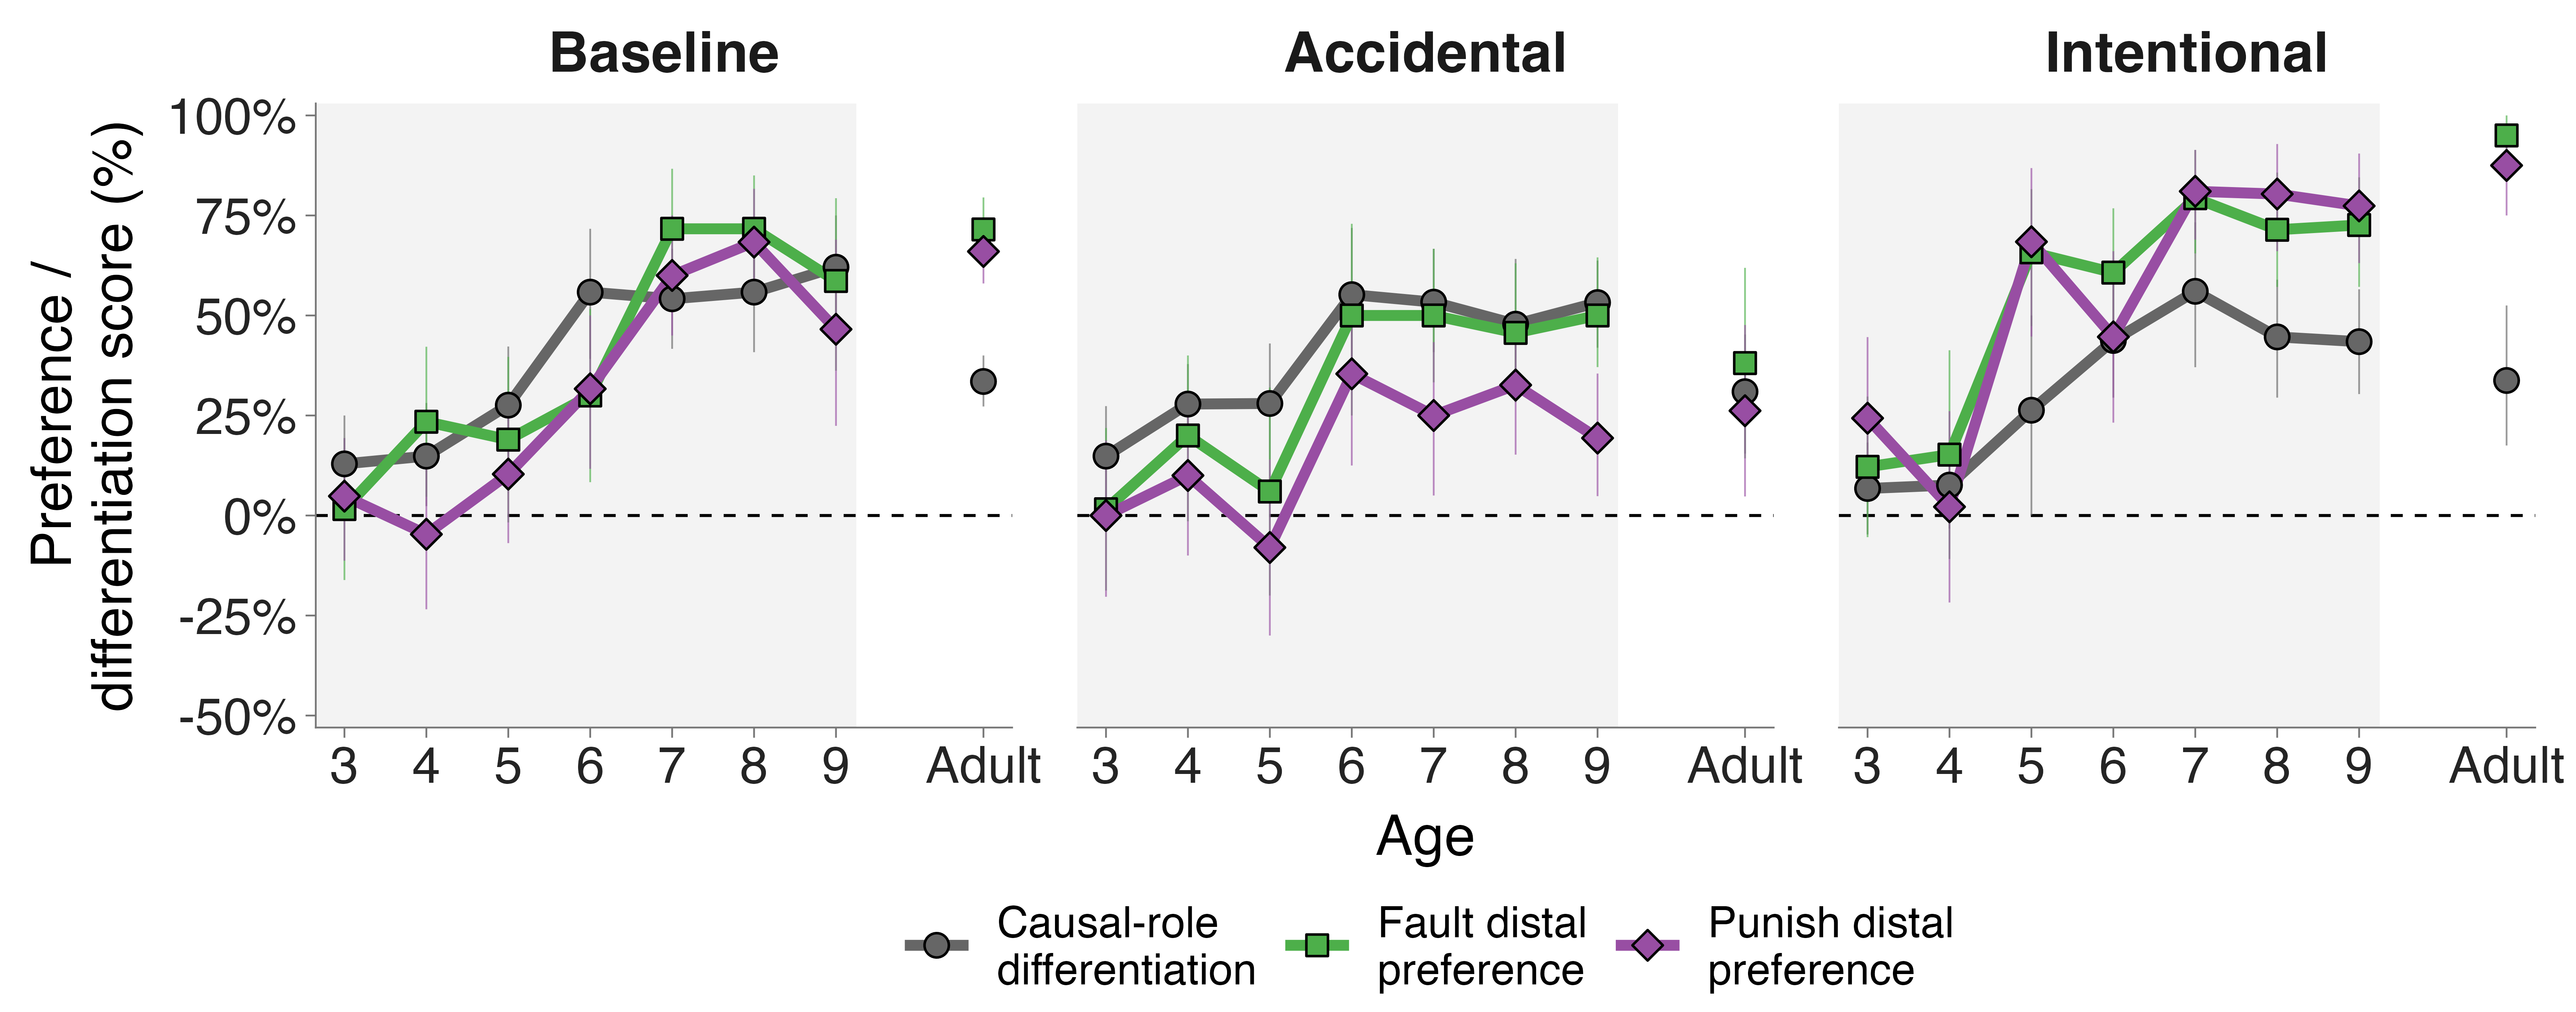 Baseline
Accidental
Intentional
Preference /
differentiation score (%)
100%
75%
50%
25%
0%
-25%
-50%
3 4 5 6 7 8 9 Adult
3 4 5 6 7 8 9 Adult
3 4 5 6 7 8 9 Adult
Age
Causal-role
differentiation
Fault distal
preference
Punish distal
preference